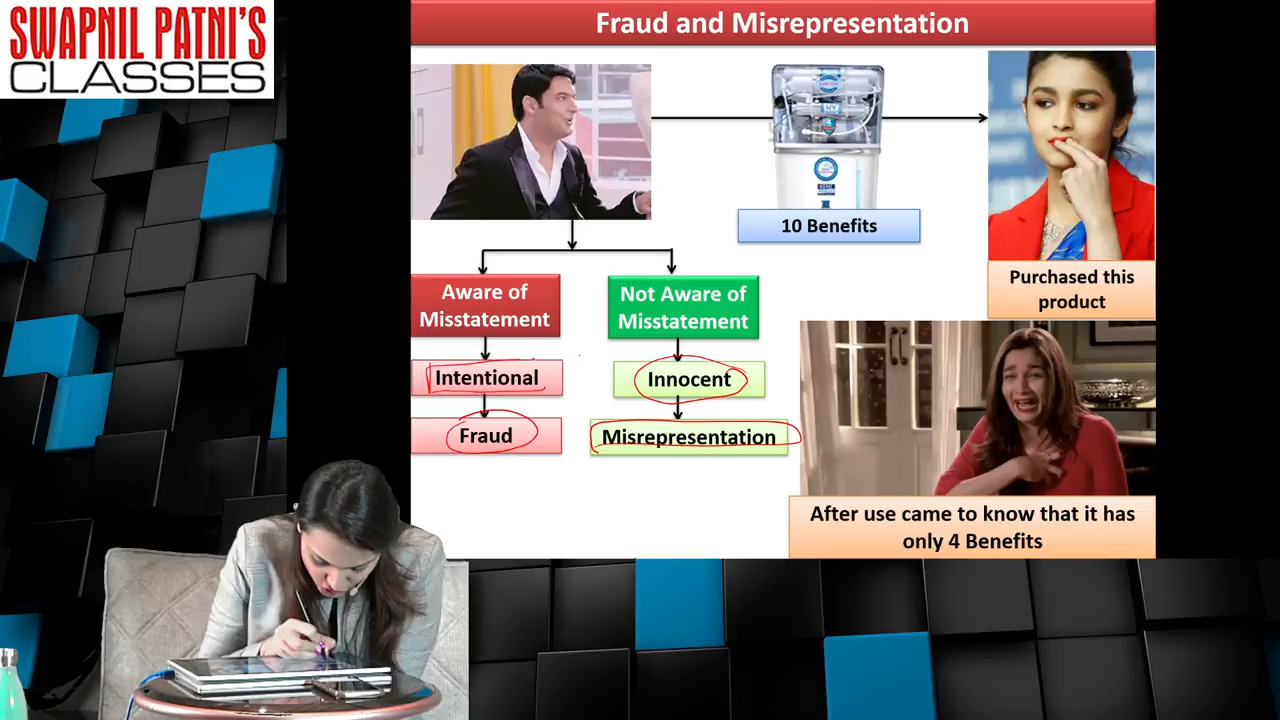 SWAPNIL PATNI'S
CLASSES
Fraud and Misrepresentation
10 Benefits
Purchased this
product
Aware of
Misstatement
Not Aware of
Misstatement
Intentional
Innocent
Fraud
Misrepresentation
After use came to know that it has
only 4 Benefits